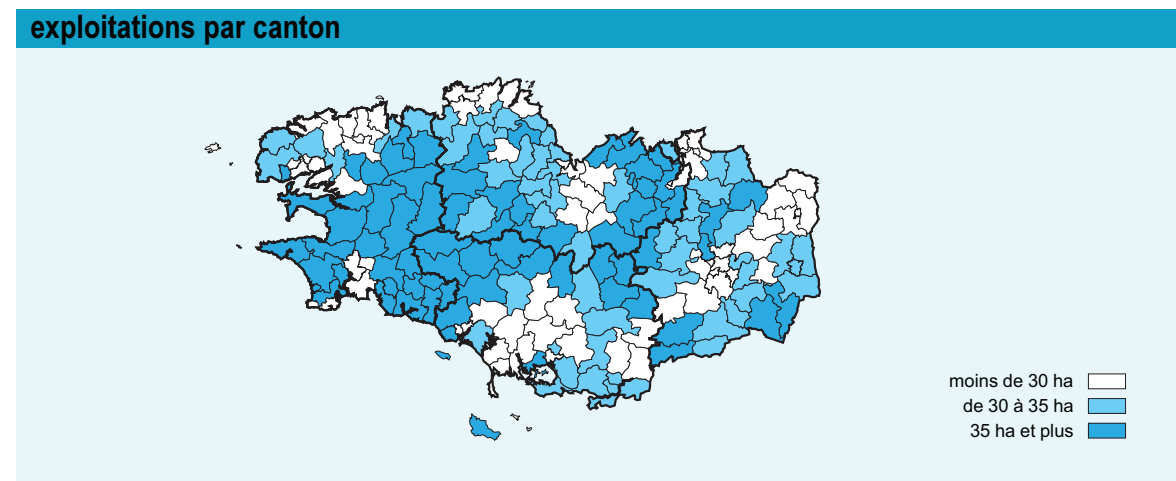 exploitations par canton
moins de 30 ha
de 30 à 35 ha
35 ha et plus